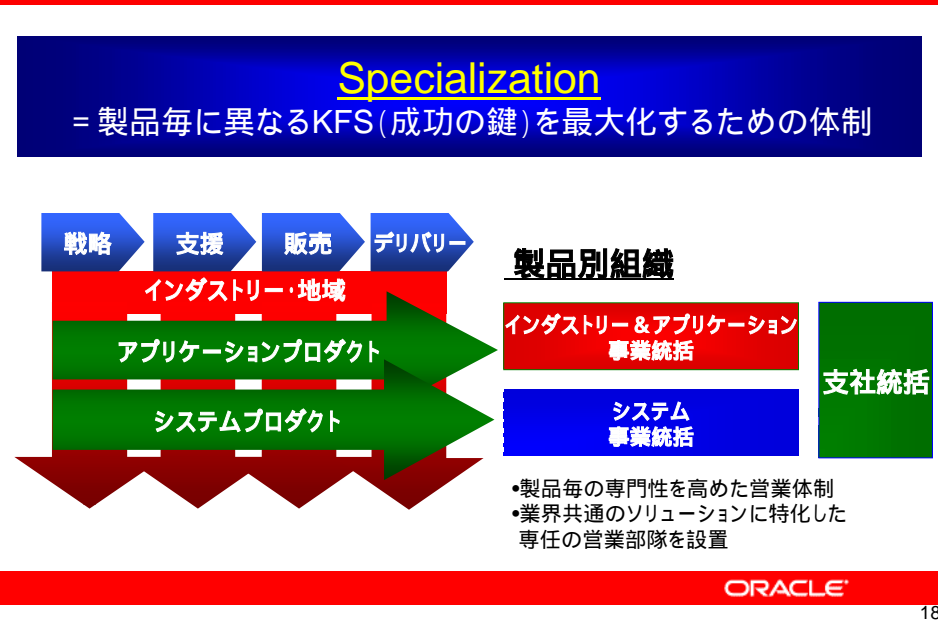 Specialization
= 製品毎に異なるKFS(成功の鍵)を最大化するための体制
戦略
支援
販売
デリバリー
インダストリー・地域
アプリケーションプロダクト
システムプロダクト
製品別組織
インダストリー&アプリケーション
事業統括
システム
事業統括
支社統括
•製品毎の専門性を高めた営業体制
•業界共通のソリューションに特化した
専任の営業部隊を設置
ORACLE
18